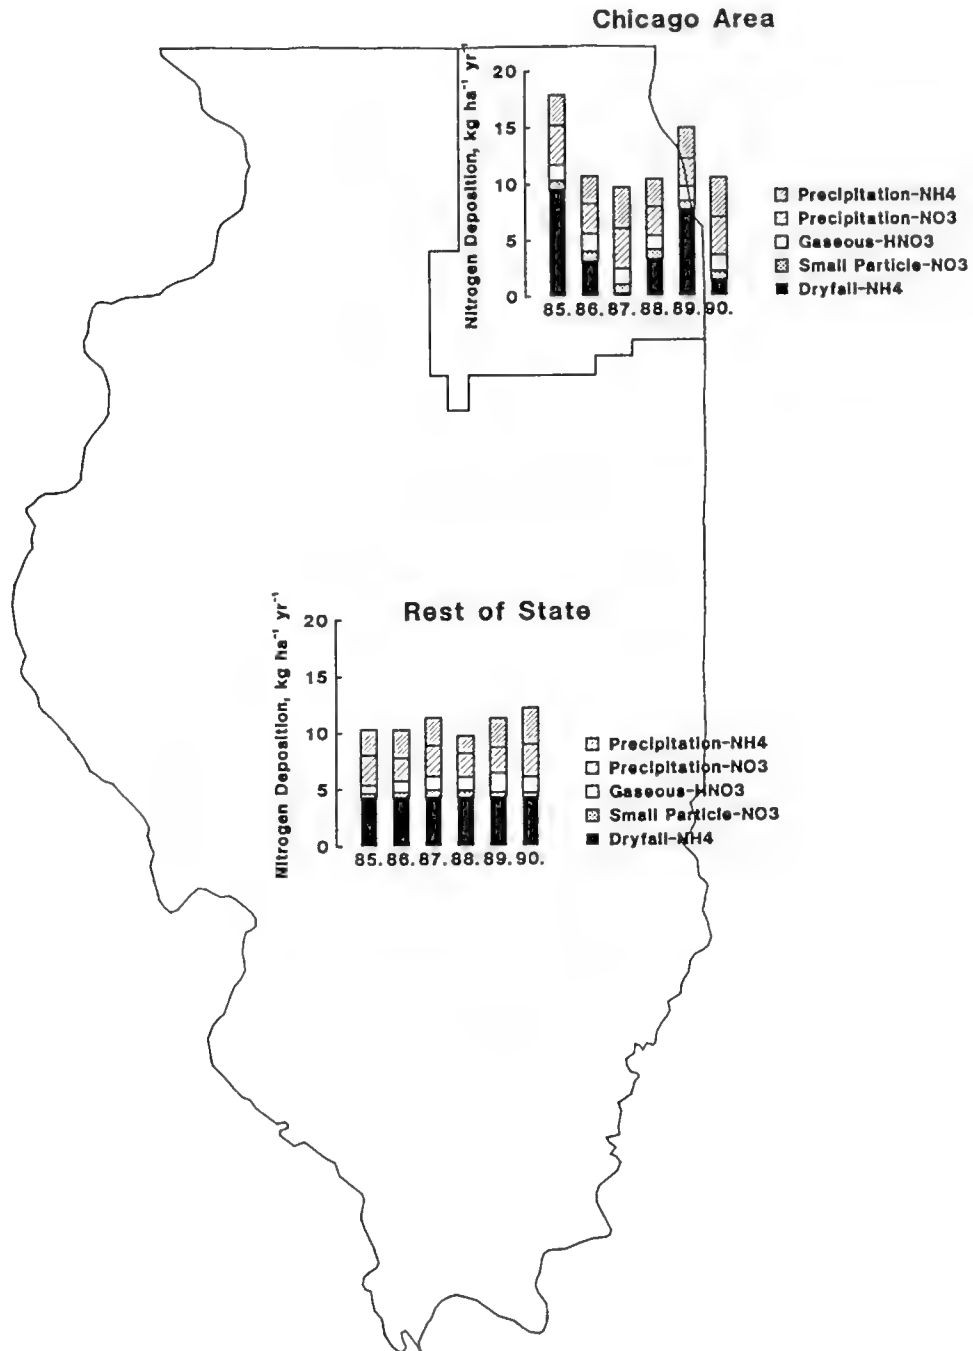 Chicago Area
Nitrogen Deposition, kg ha⁻¹ yr⁻¹
20
15
10
5
0
85. 86. 87. 88. 89. 90.
Precipitation-NH4
Precipitation-NO3
Gaseous-HNO3
Small Particle-NO3
Dryfall-NH4
Rest of State
Nitrogen Deposition, kg ha⁻¹ yr⁻¹
20
15
10
5
0
85. 86. 87. 88. 89. 90.
Precipitation-NH4
Precipitation-NO3
Gaseous-HNO3
Small Particle-NO3
Dryfall-NH4